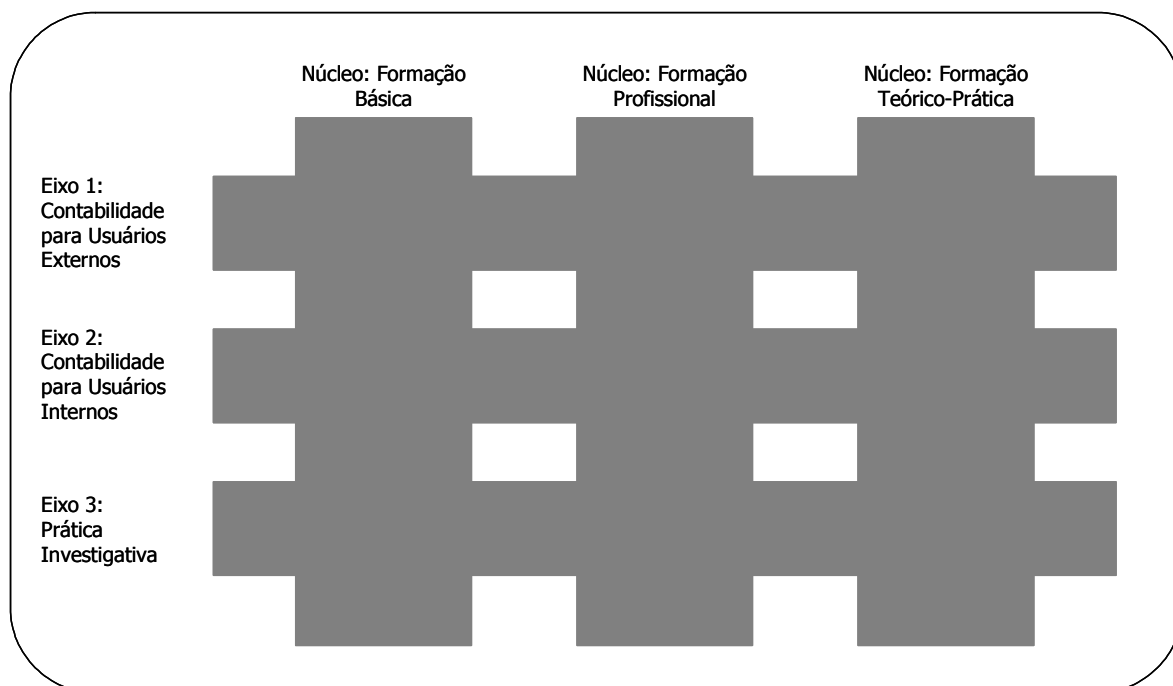 Núcleo: Formação
Básica
Núcleo: Formação
Profissional
Núcleo: Formação
Teórico-Prática
Eixo 1:
Contabilidade
para Usuários
Externos
Eixo 2:
Contabilidade
para Usuários
Internos
Eixo 3:
Prática
Investigativa